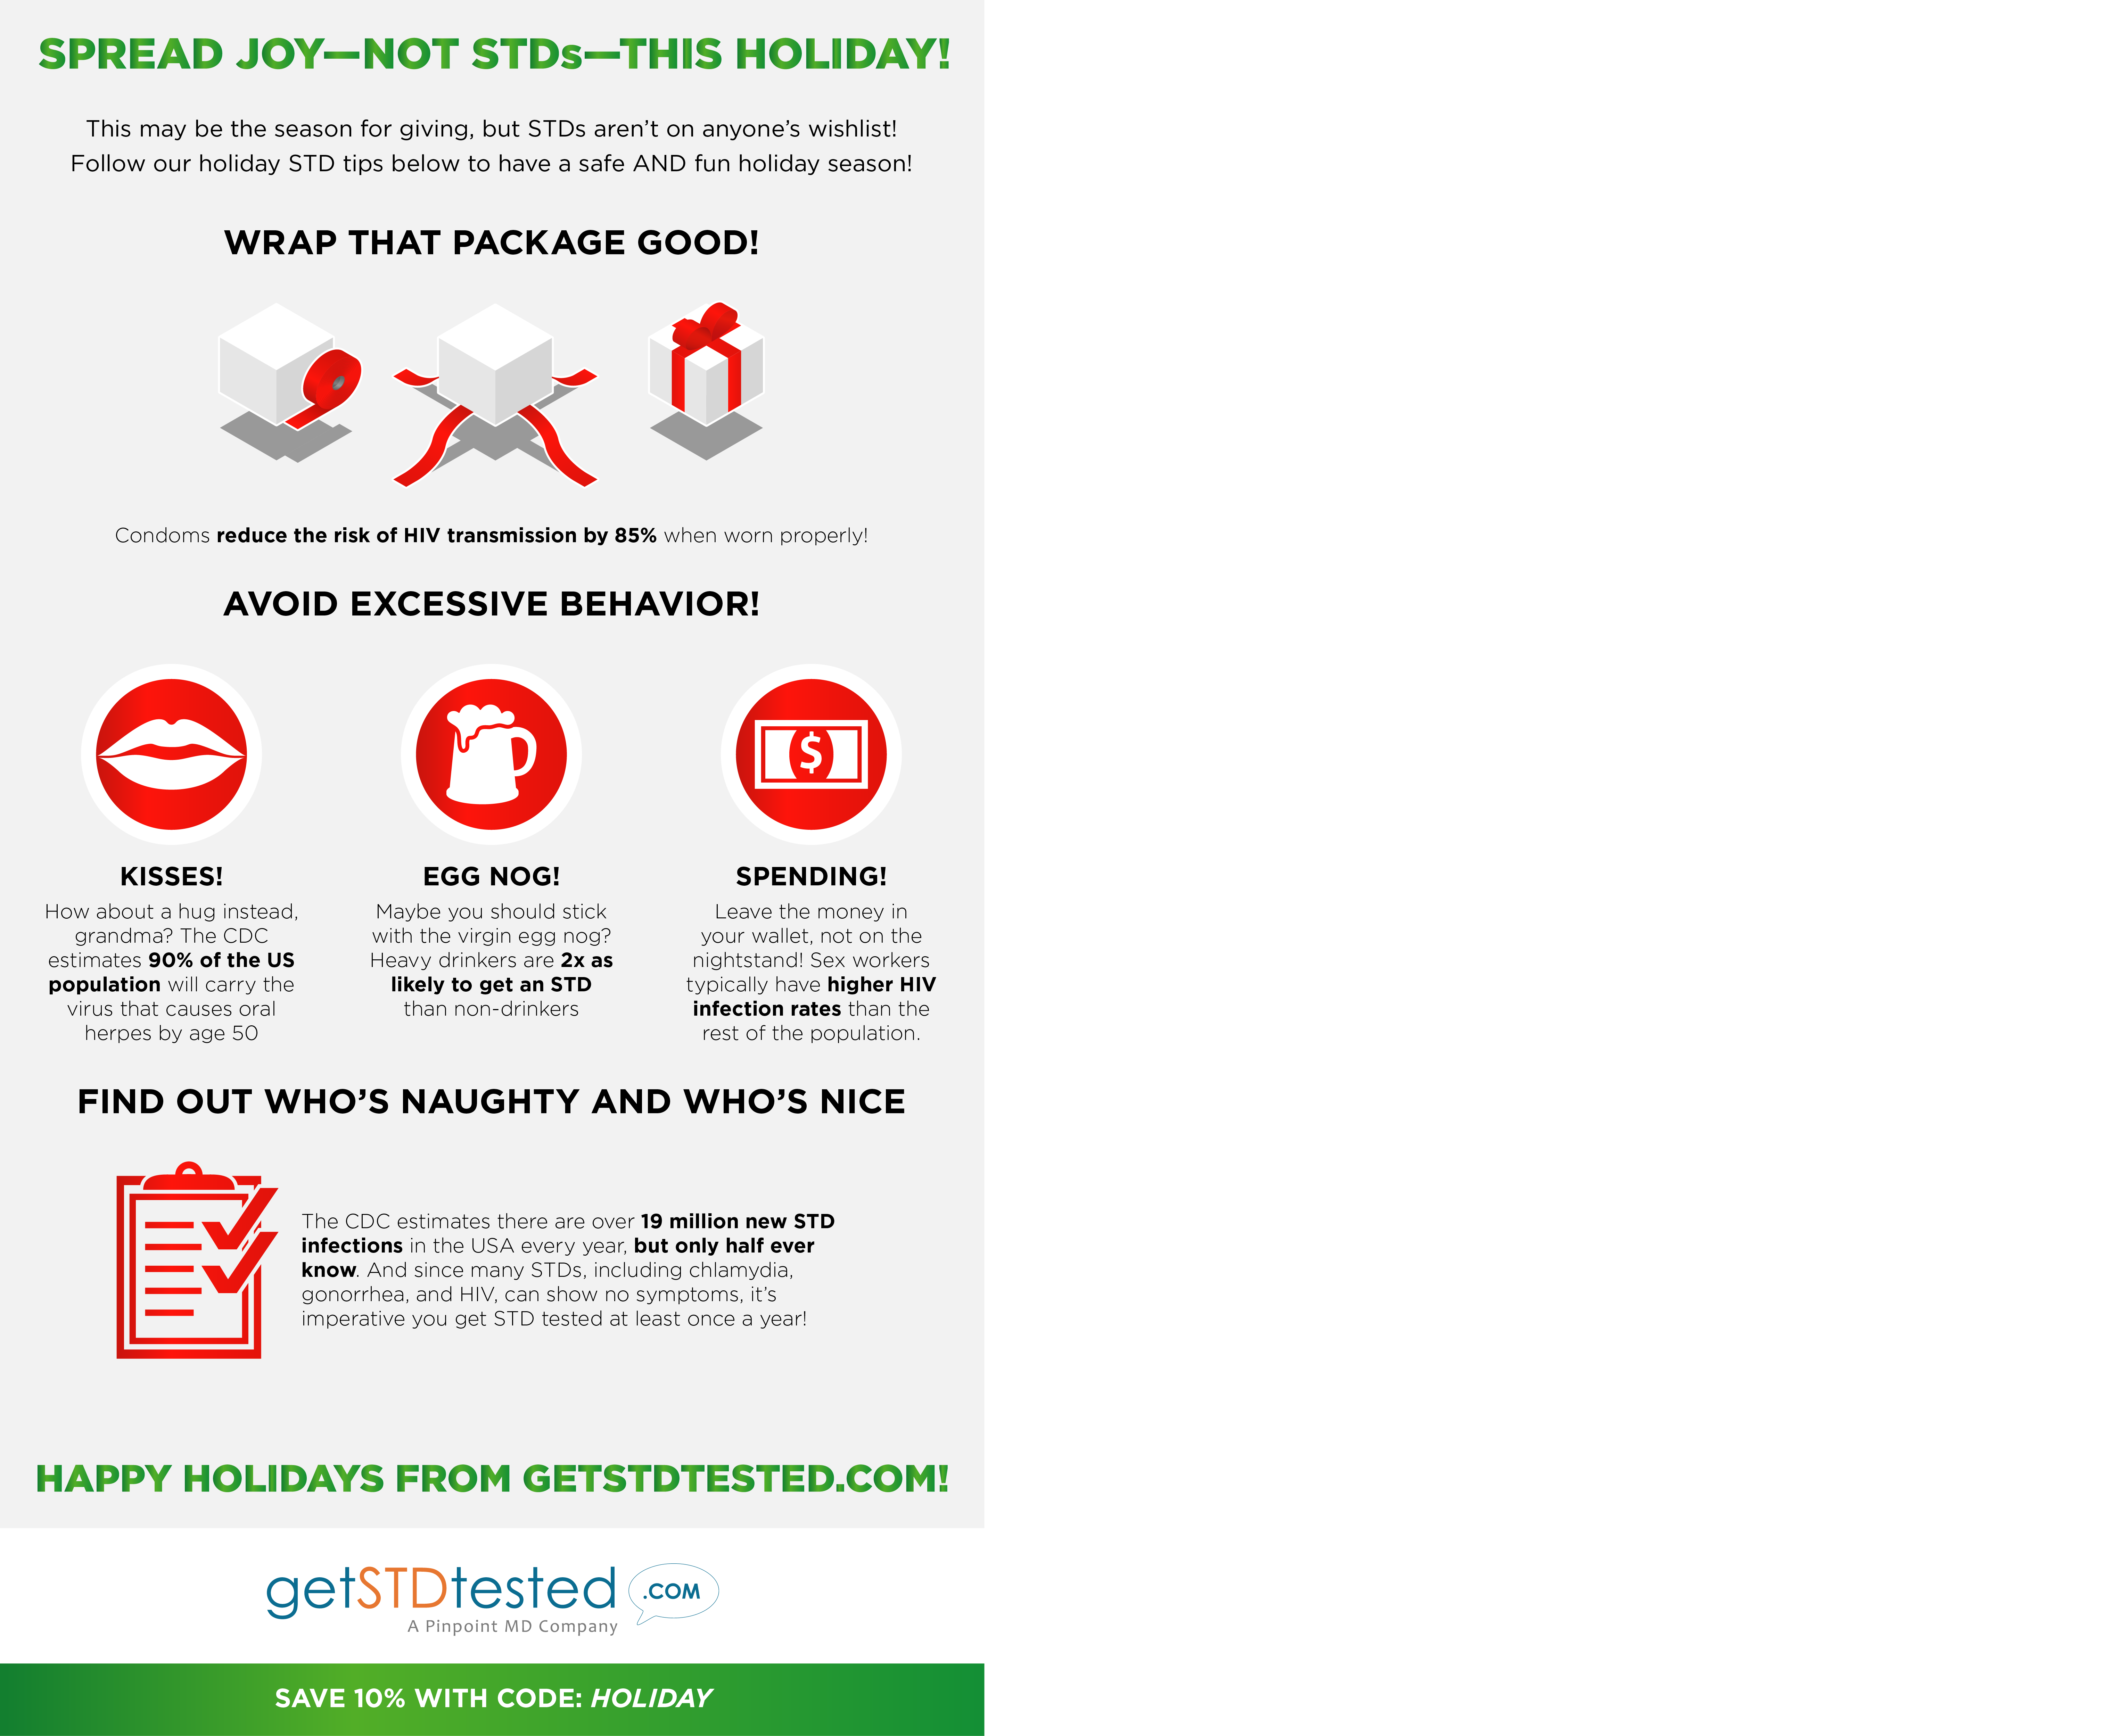 SPREAD JOY—NOT STDs—THIS HOLIDAY!
This may be the season for giving, but STDs aren’t on anyone’s wishlist!
Follow our holiday STD tips below to have a safe AND fun holiday season!
WRAP THAT PACKAGE GOOD!
Condoms reduce the risk of HIV transmission by 85% when worn properly!
AVOID EXCESSIVE BEHAVIOR!
$
KISSES!
How about a hug instead,
grandma? The CDC
estimates 90% of the US
population will carry the
virus that causes oral
herpes by age 50
EGG NOG!
Maybe you should stick
with the virgin egg nog?
Heavy drinkers are 2x as
likely to get an STD
than non-drinkers
SPENDING!
Leave the money in
your wallet, not on the
nightstand! Sex workers
typically have higher HIV
infection rates than the
rest of the population.
FIND OUT WHO’S NAUGHTY AND WHO’S NICE
The CDC estimates there are over 19 million new STD
infections in the USA every year, but only half ever
know. And since many STDs, including chlamydia,
gonorrhea, and HIV, can show no symptoms, it’s
imperative you get STD tested at least once a year!
HAPPY HOLIDAYS FROM GETSTDTESTED.COM!
getSTDtested .COM
A Pinpoint MD Company
SAVE 10% WITH CODE: HOLIDAY